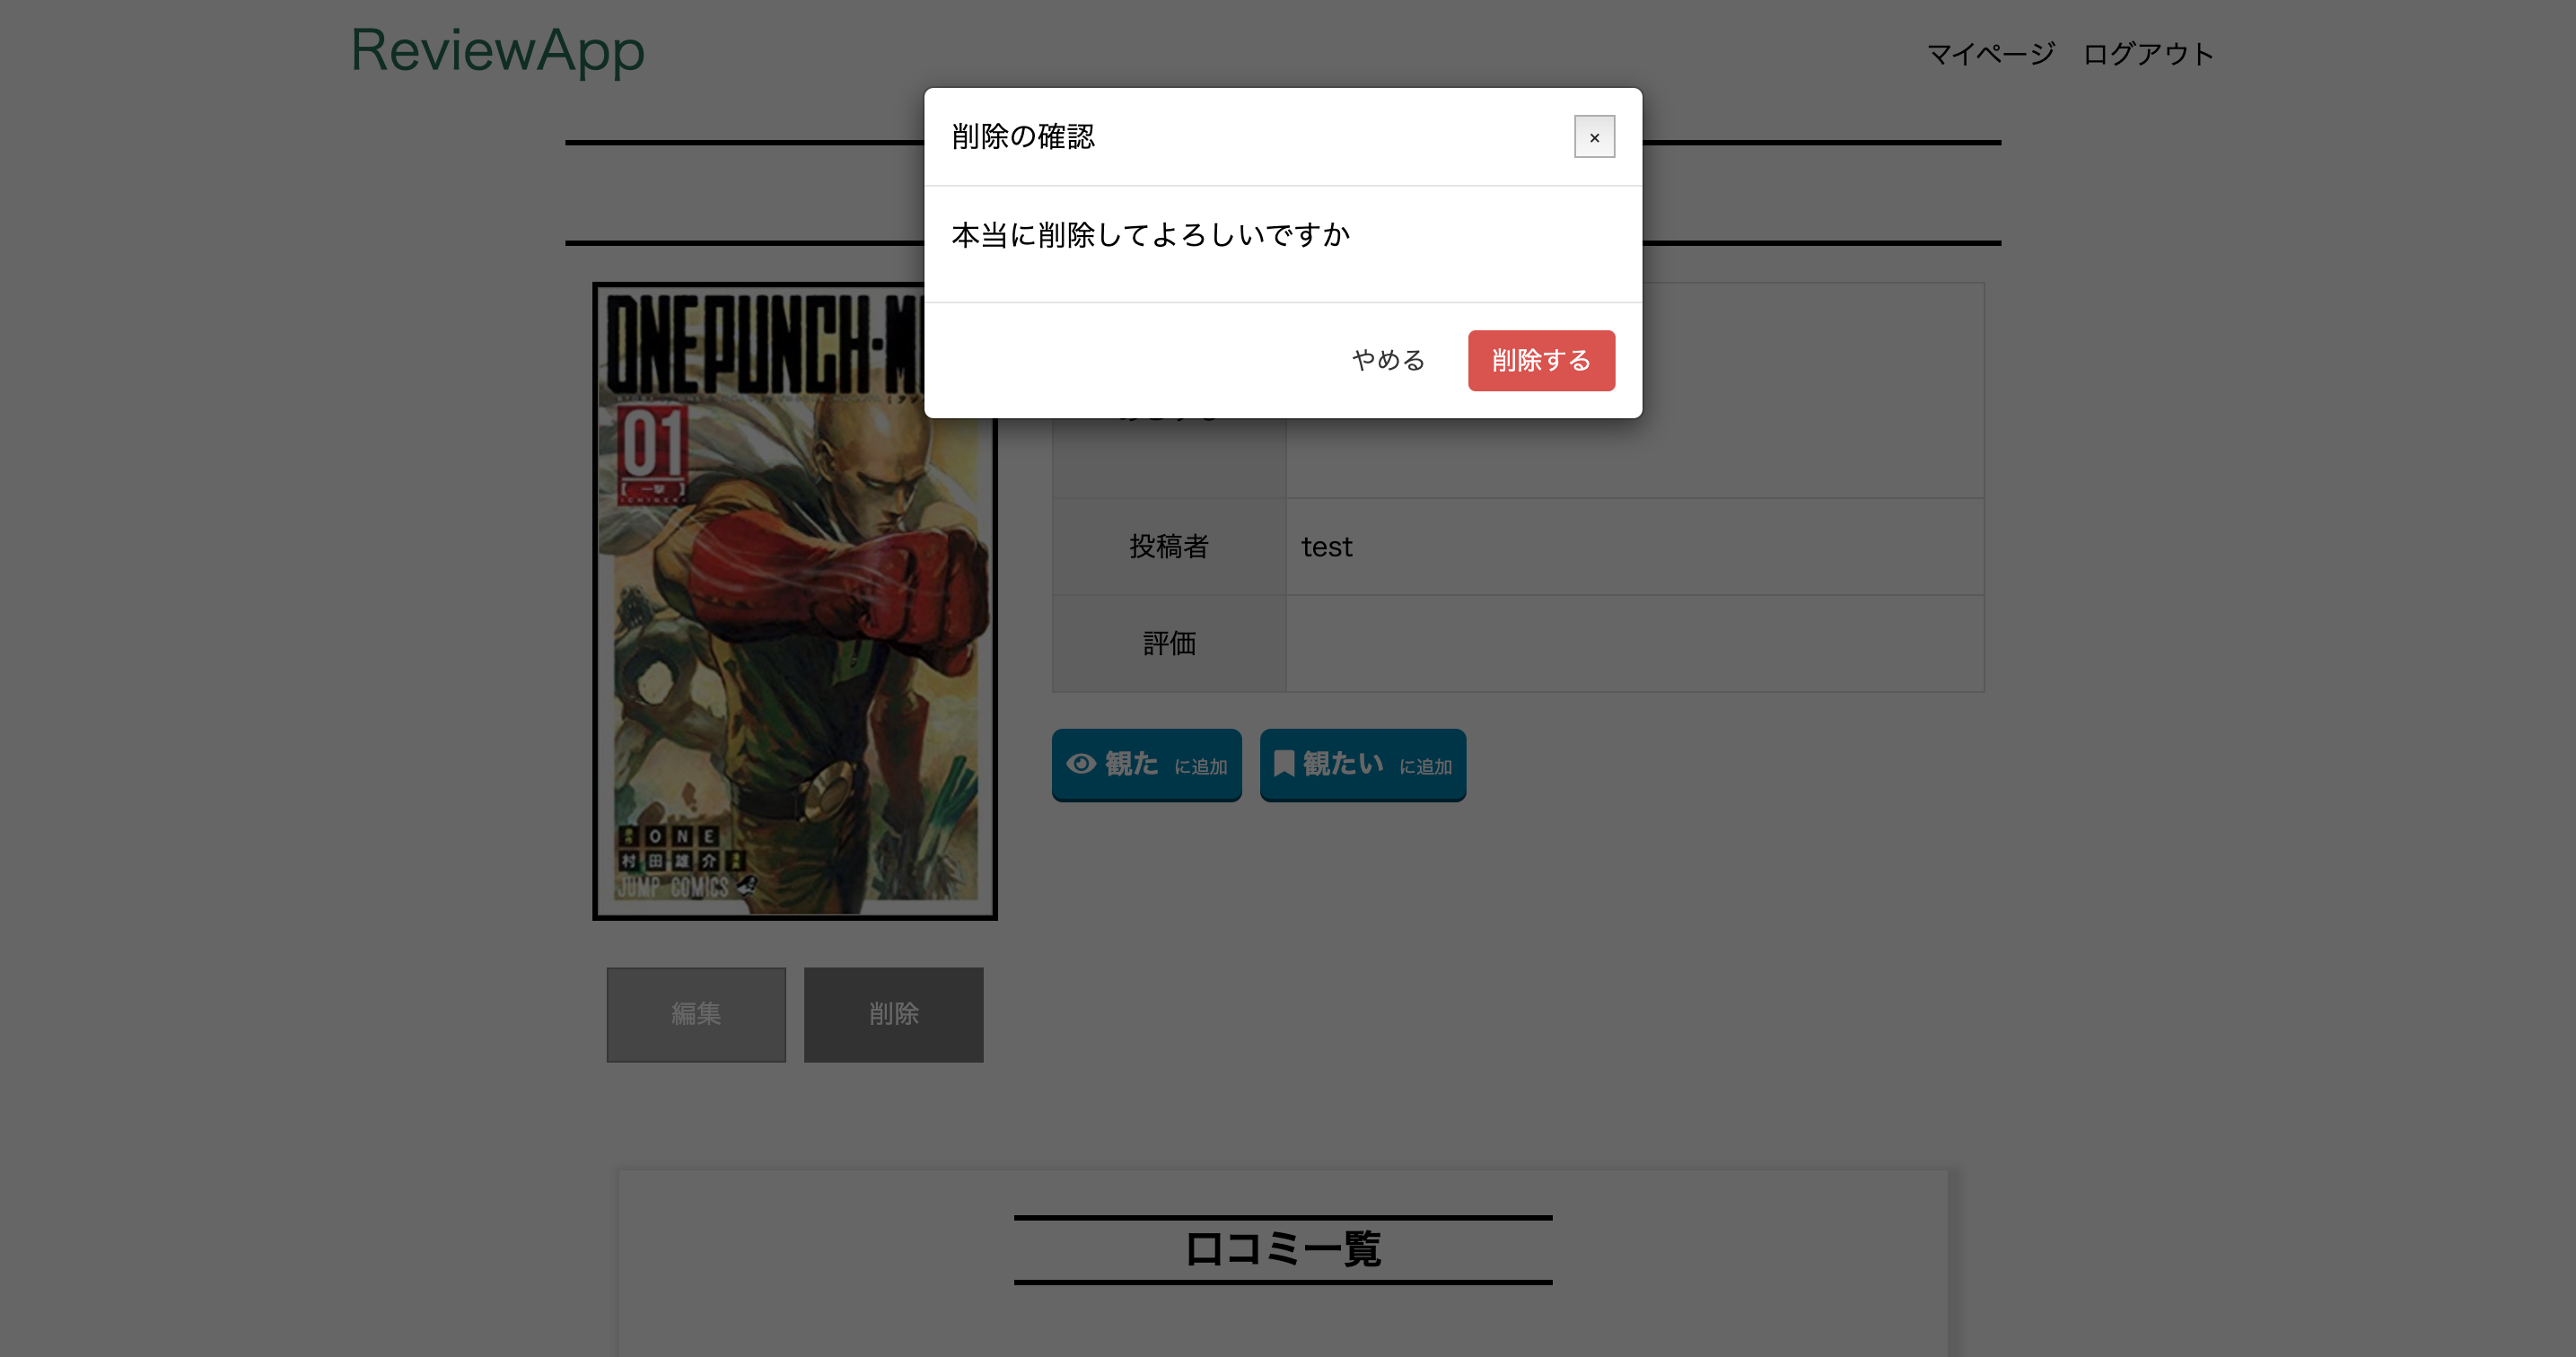 ReviewApp
マイページ ログアウト
削除の確認
×
本当に削除してよろしいですか
やめる 削除する
ONEPUNCH-M
01
【一撃】
投稿者 test
評価
観た に追加 観たい に追加
ONE
村田雄介
JUMP COMICS
編集 削除
口コミ一覧